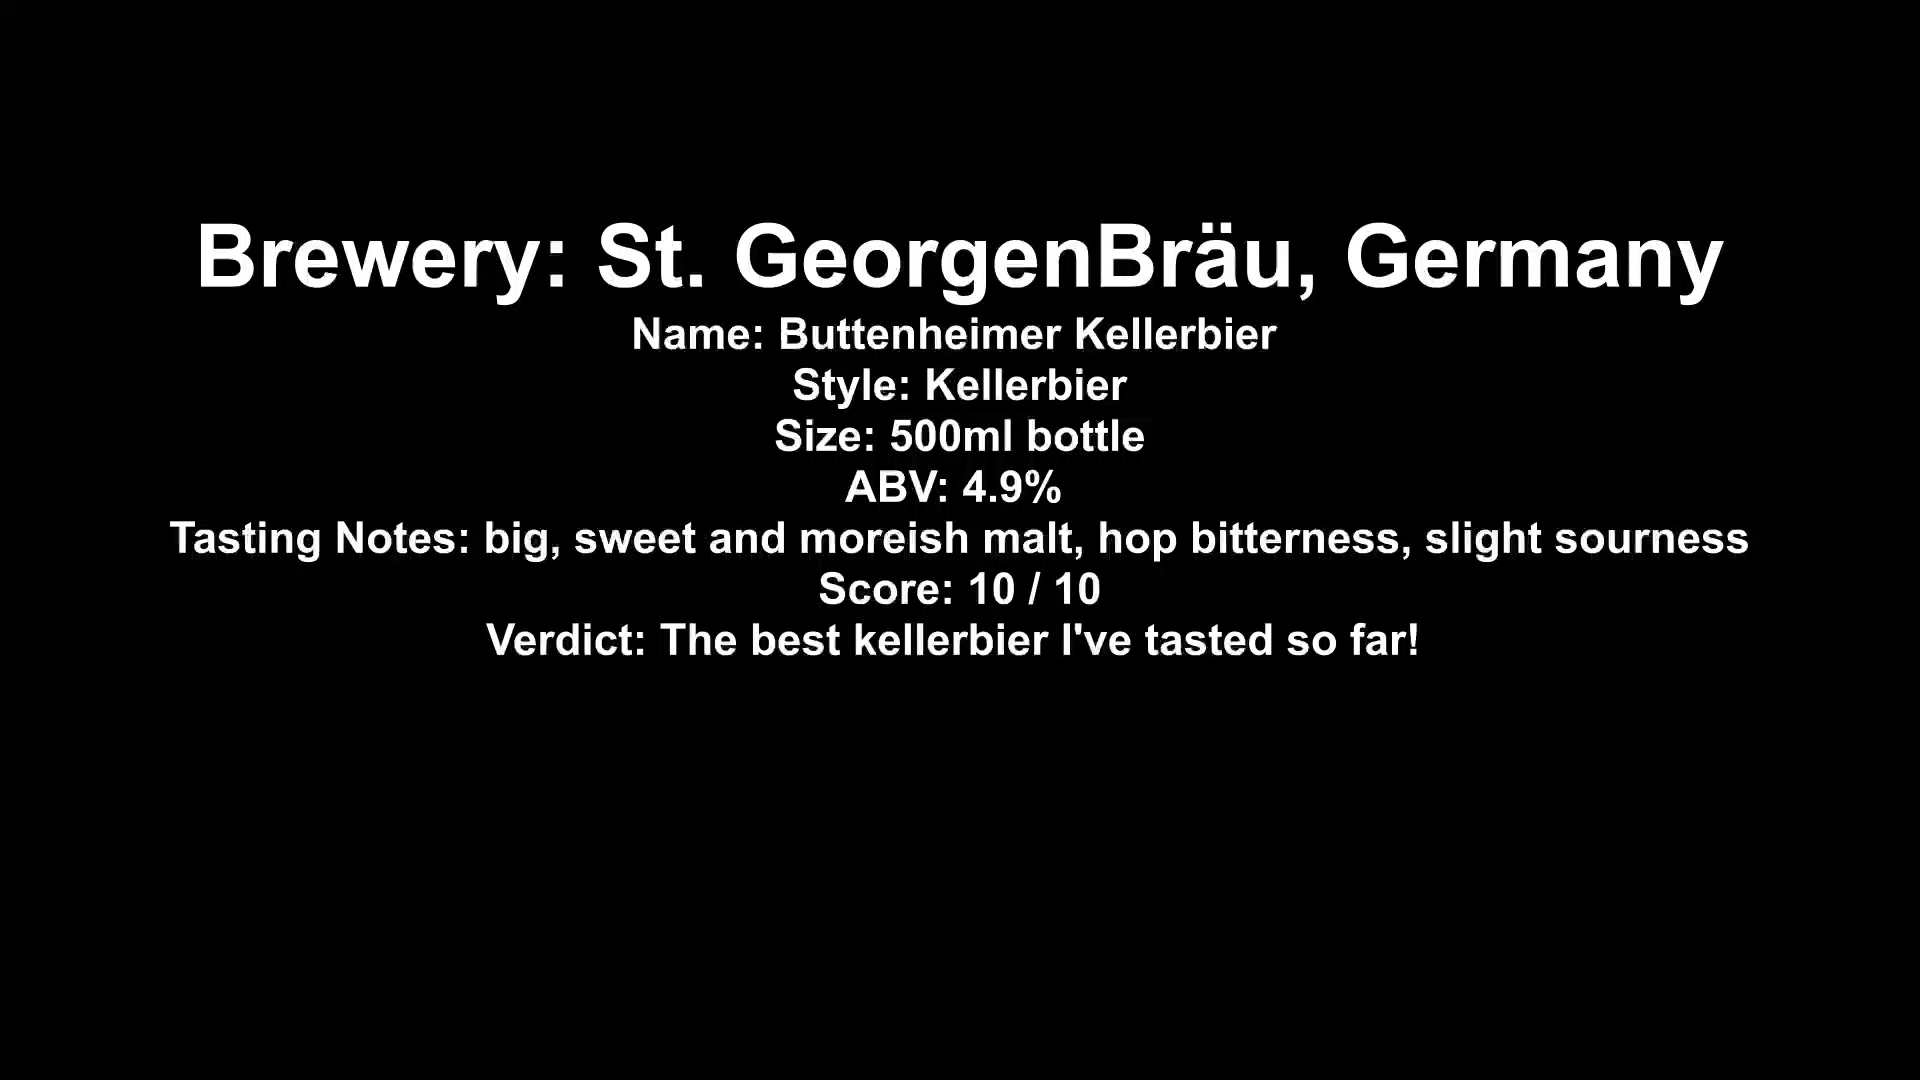 Brewery: St. GeorgenBräu, Germany
Name: Buttenheimer Kellerbier
Style: Kellerbier
Size: 500ml bottle
ABV: 4.9%
Tasting Notes: big, sweet and moreish malt, hop bitterness, slight sourness
Score: 10 / 10
Verdict: The best kellerbier I've tasted so far!